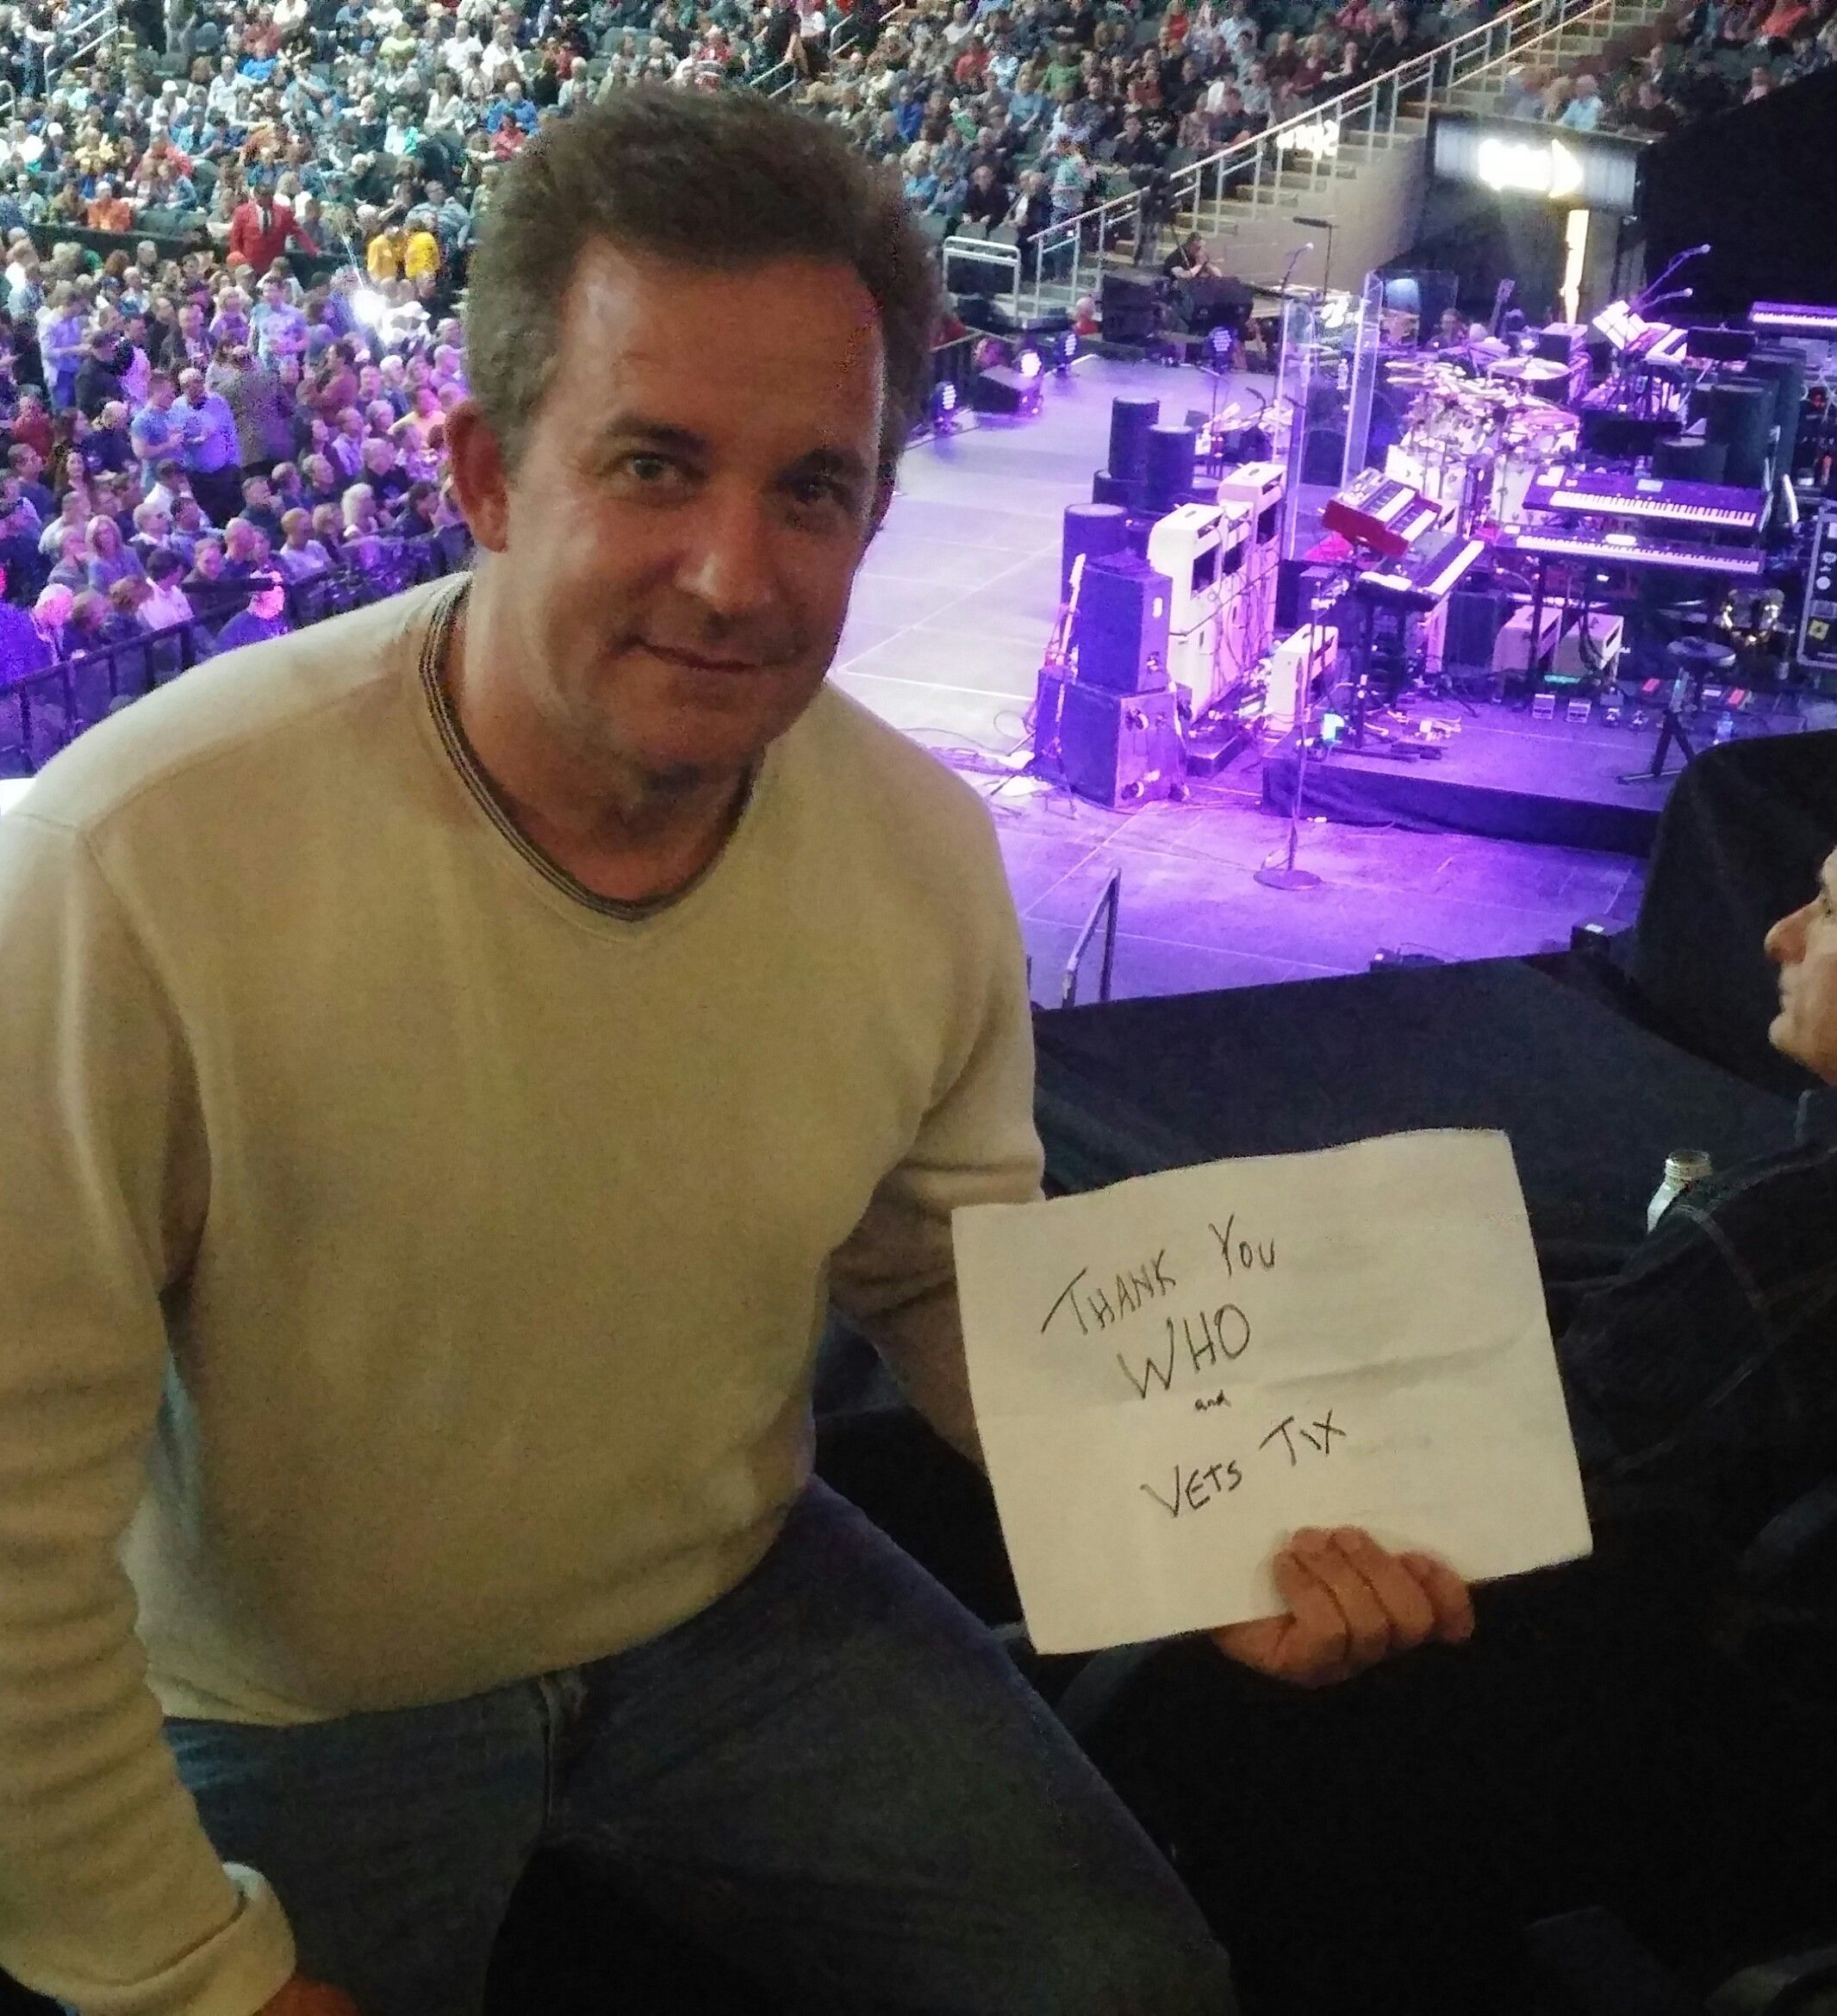 THANK YOU
WHO
and
VETS TIX